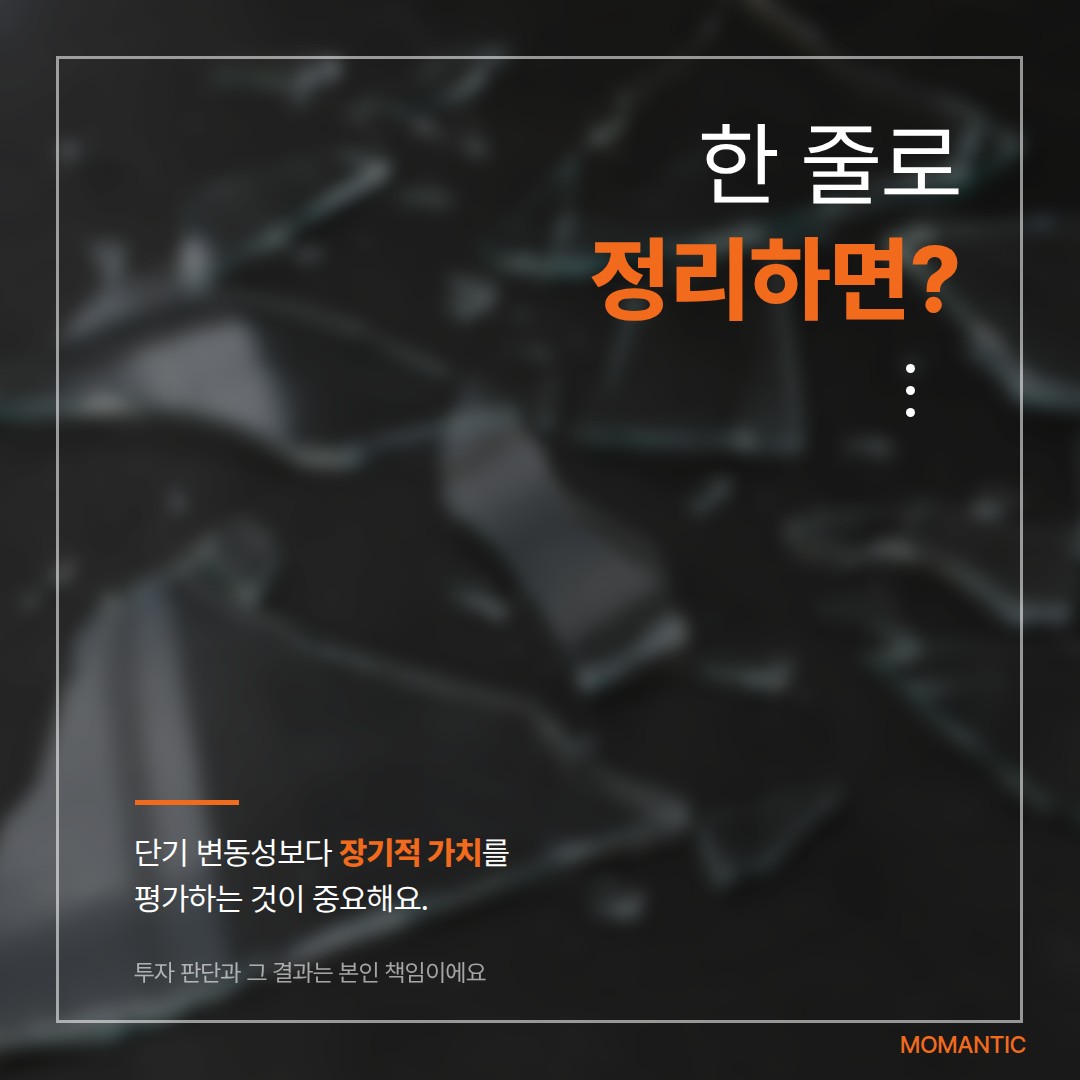 한 줄로
정리하면?
단기 변동성보다 장기적 가치를
평가하는 것이 중요해요.
투자 판단과 그 결과는 본인 책임이에요
MOMANTIC